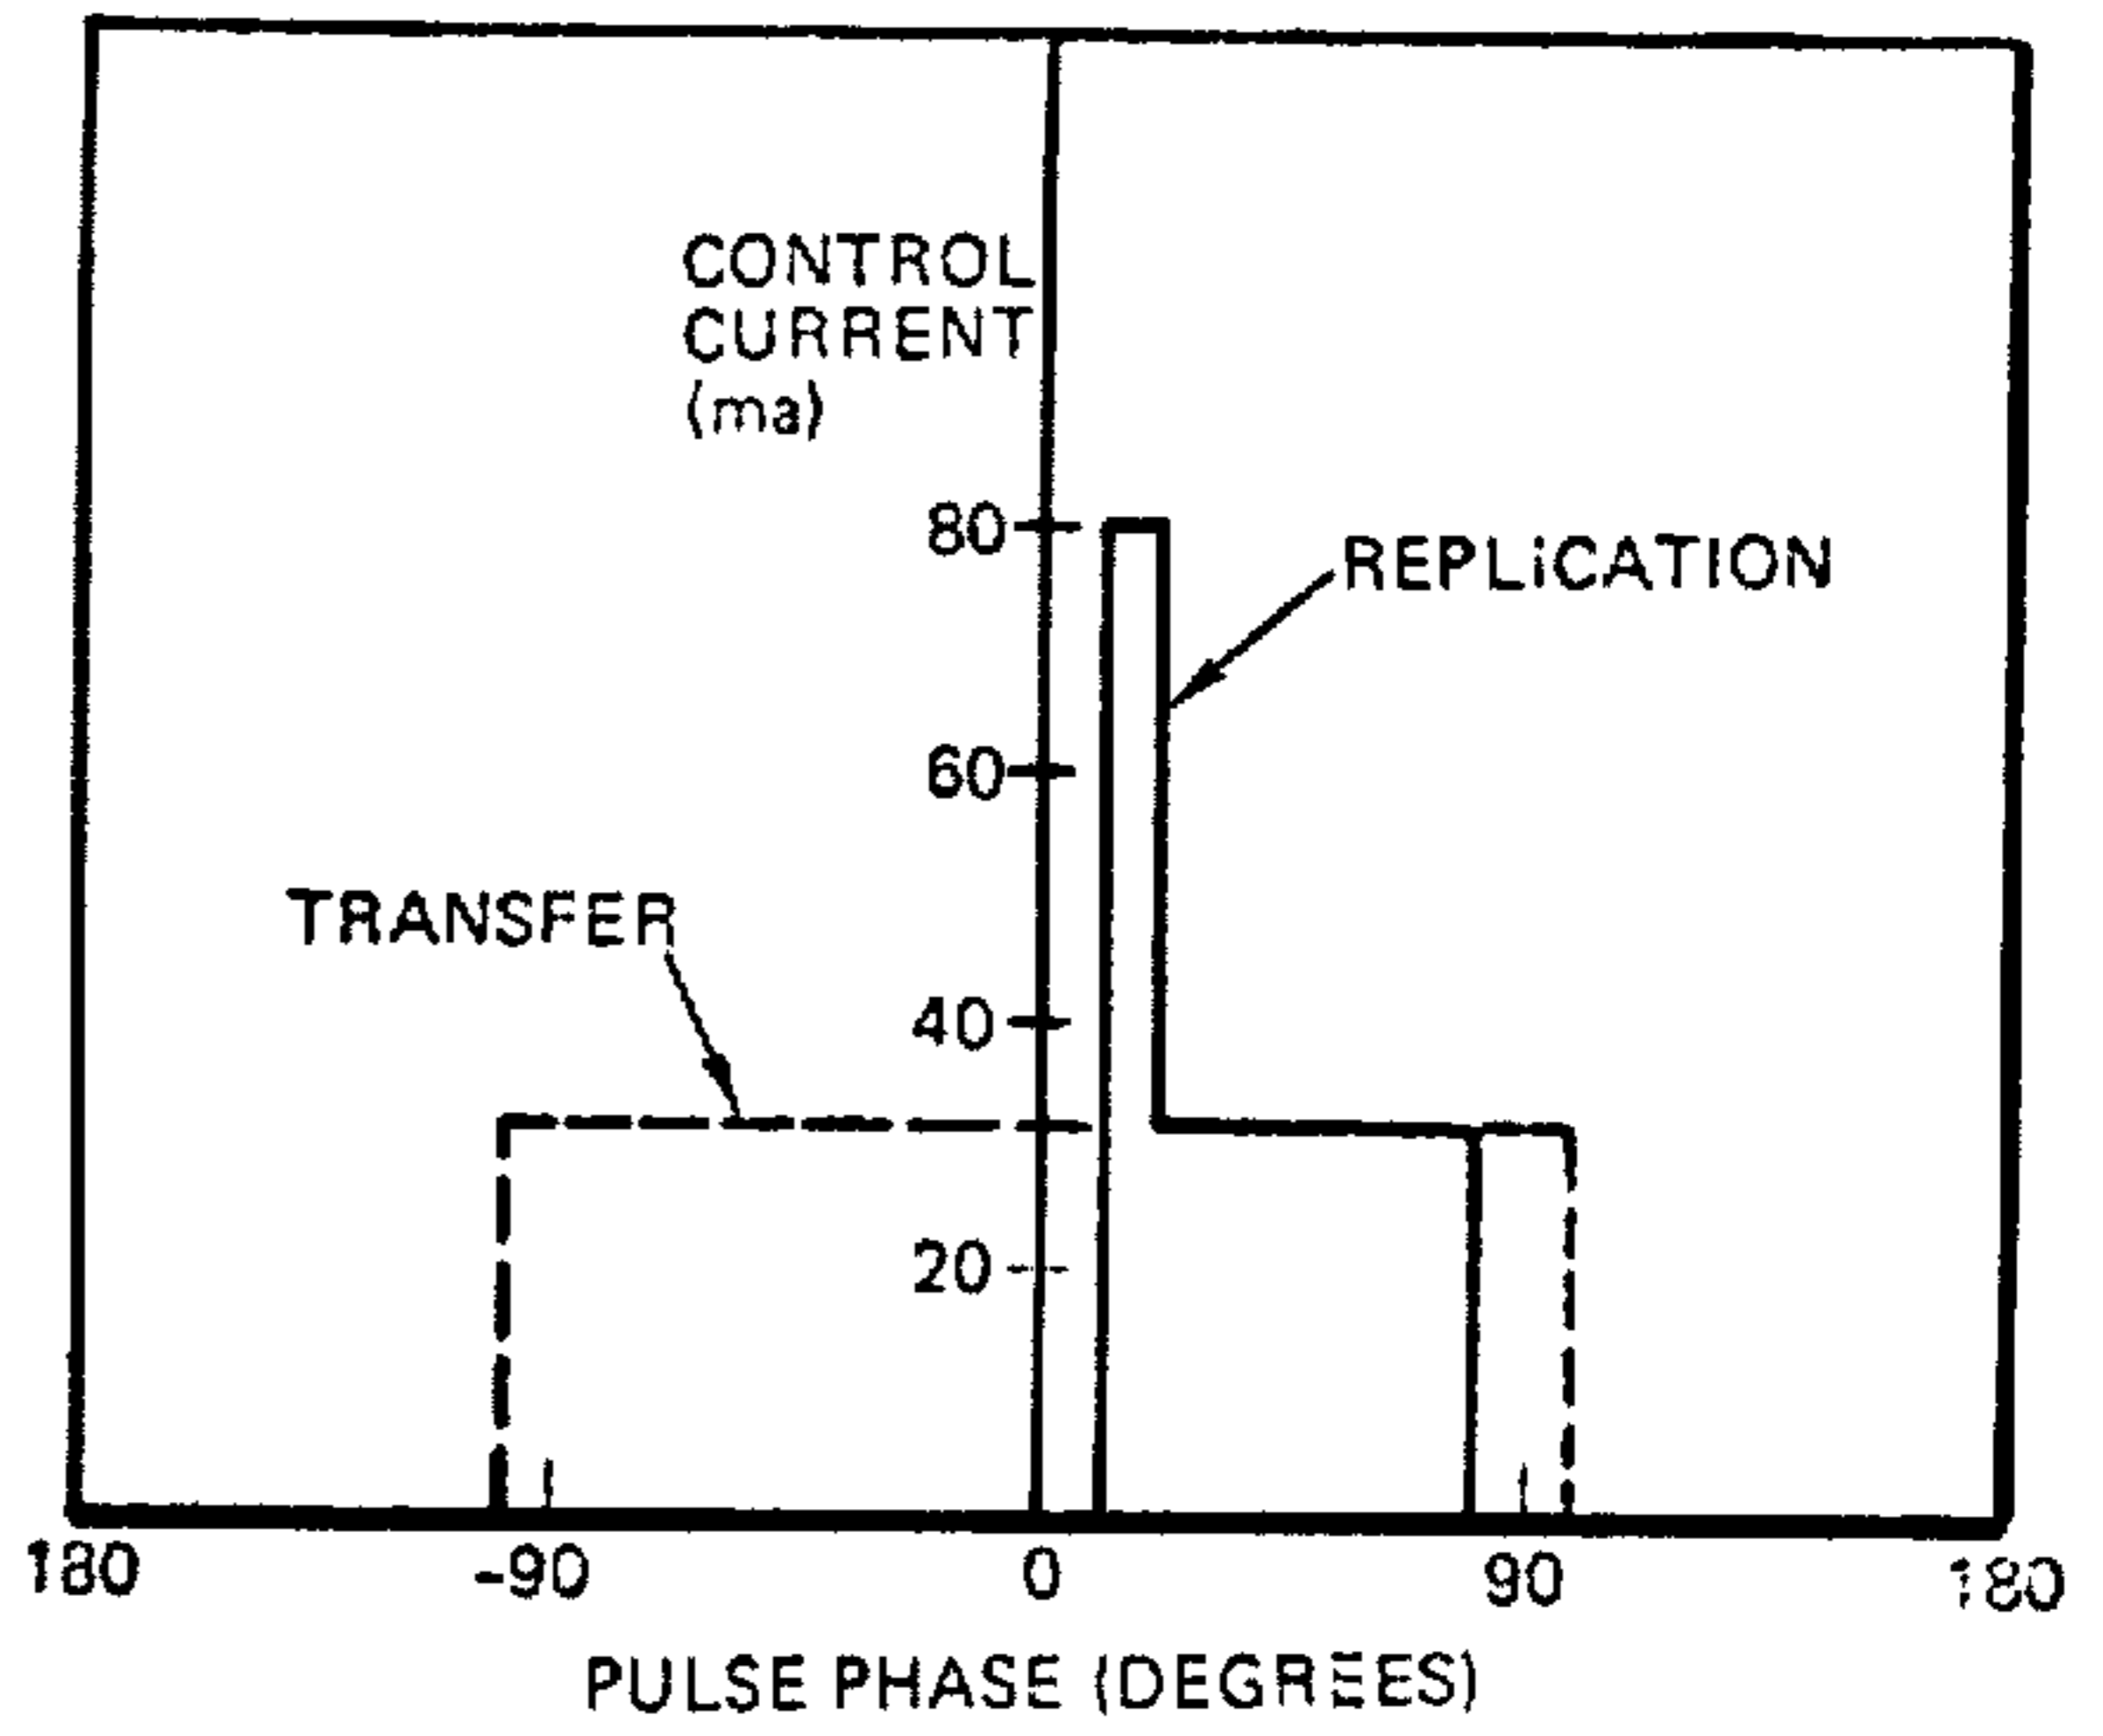 CONTROL
CURRENT
(ma)
80
REPLICATION
60
TRANSFER
40
20
180
-90
0
90
180
PULSE PHASE (DEGREES)